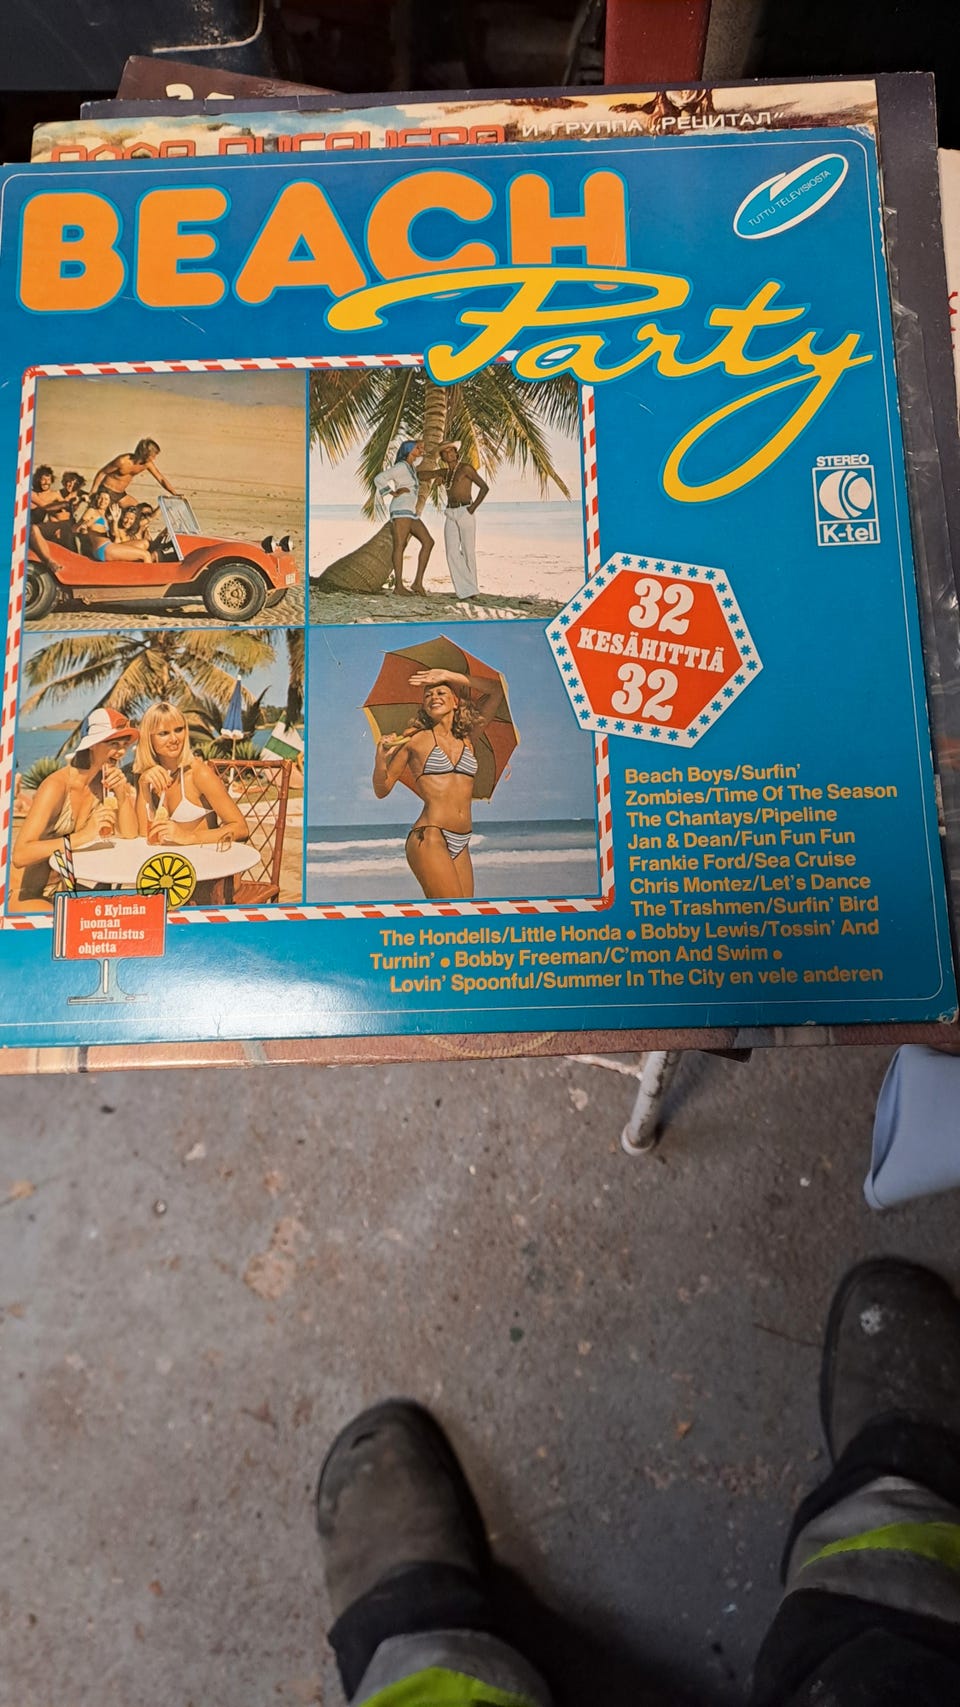 И ГРУППА „РЕЦИТАЛ"
BEACH
Party
TUTTU TELEVISIOSTA
STEREO
K-tel
32
KESÄHITTIÄ
32
Beach Boys/Surfin'
Zombies/Time Of The Season
The Chantays/Pipeline
Jan & Dean/Fun Fun Fun
Frankie Ford/Sea Cruise
Chris Montez/Let's Dance
The Trashmen/Surfin' Bird
The Hondells/Little Honda • Bobby Lewis/Tossin' And
Turnin' • Bobby Freeman/C'mon And Swim •
Lovin' Spoonful/Summer In The City en vele anderen
6 Kylmän
juoman
valmistus
ohjetta